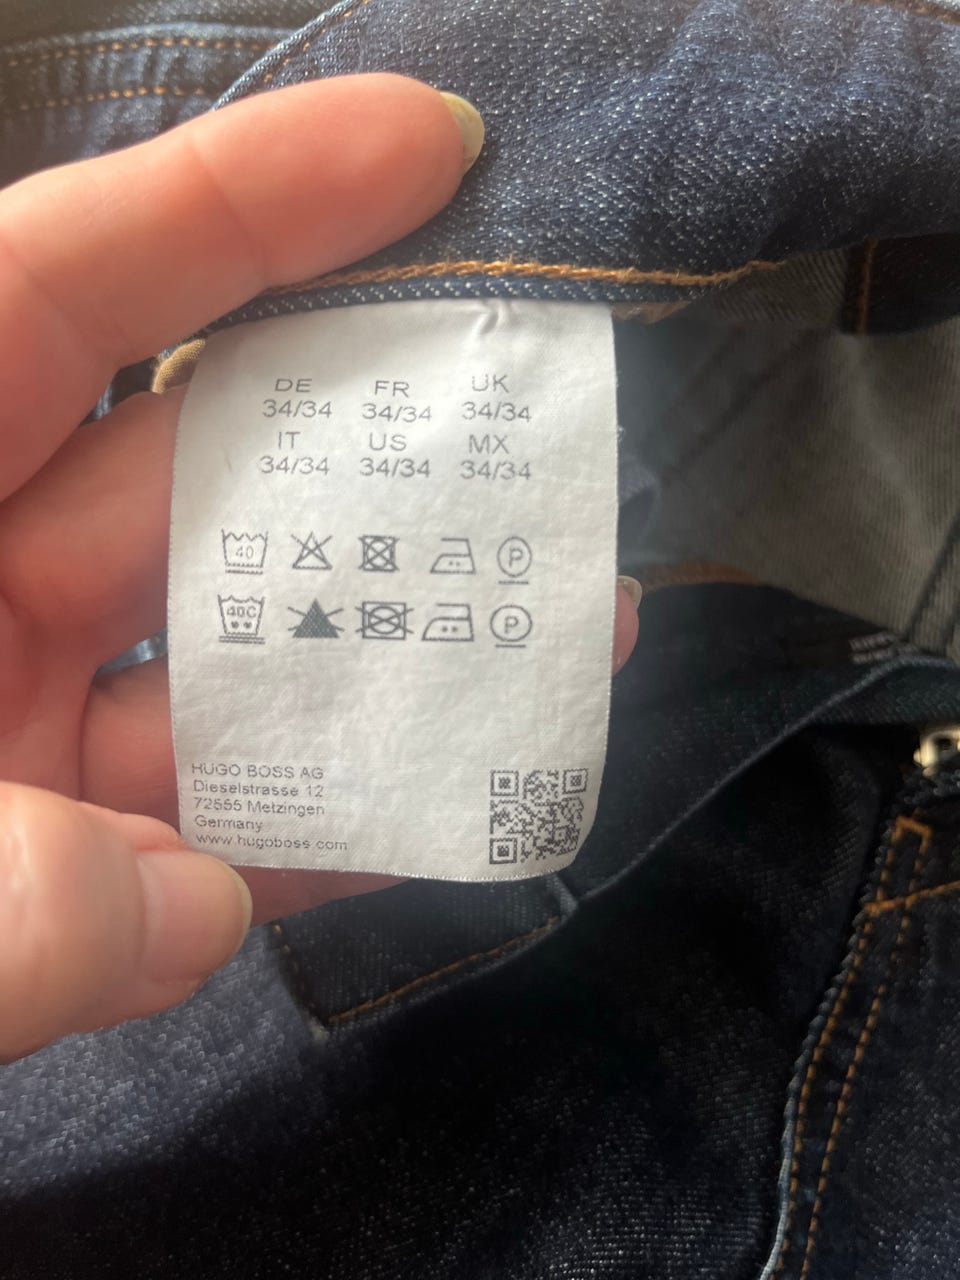 DE FR UK
34/34 34/34 34/34
IT US MX
34/34 34/34 34/34
40 P
40C P
HUGO BOSS AG
Dieselstrasse 12
72555 Metzingen
Germany
www.hugoboss.com